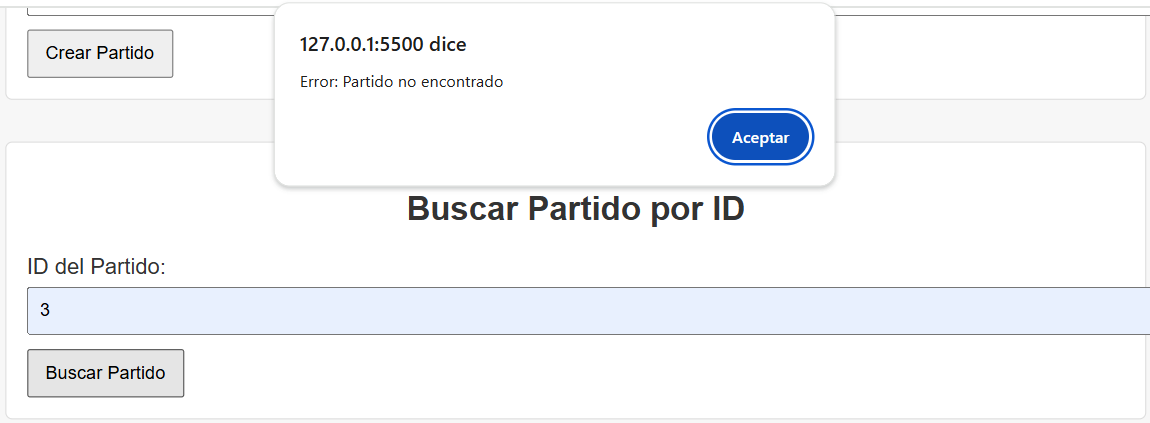 Crear Partido
127.0.0.1:5500 dice
Error: Partido no encontrado
Aceptar
Buscar Partido por ID
ID del Partido:
3
Buscar Partido